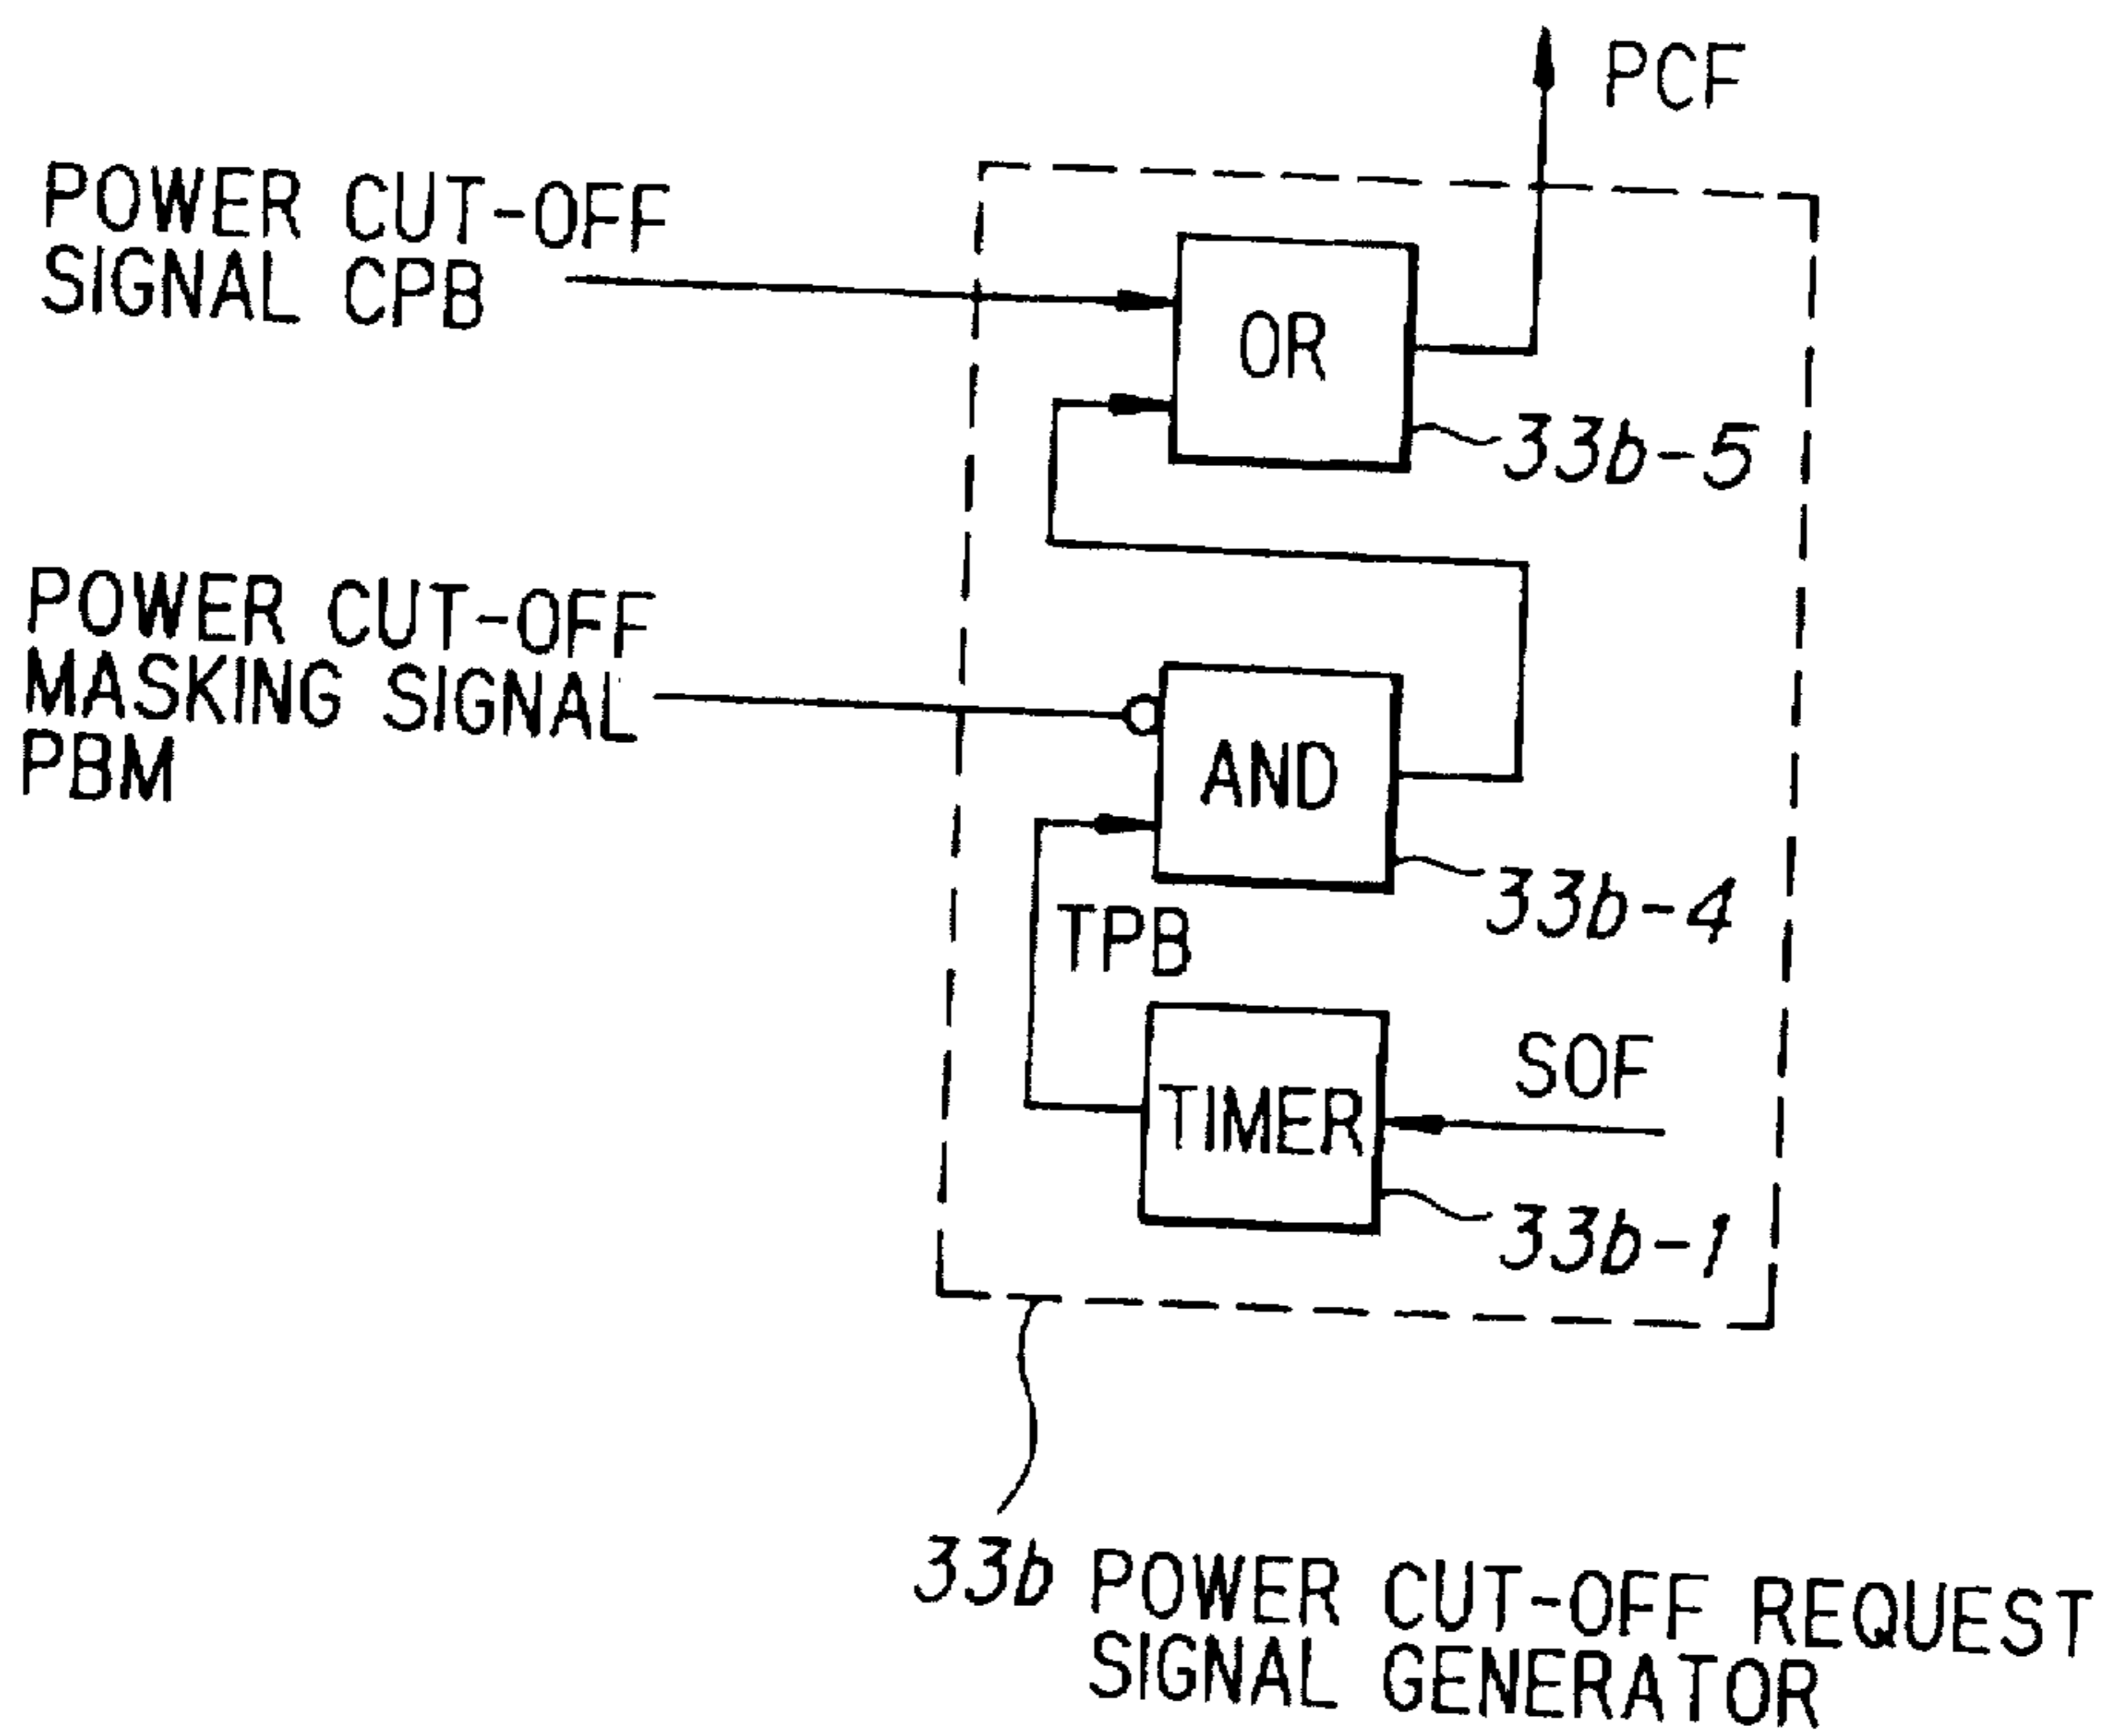 PCF
POWER CUT-OFF
SIGNAL CPB
OR
33b-5
POWER CUT-OFF
MASKING SIGNAL
PBM
AND
33b-4
TPB
SOF
TIMER
33b-1
33b POWER CUT-OFF REQUEST
SIGNAL GENERATOR